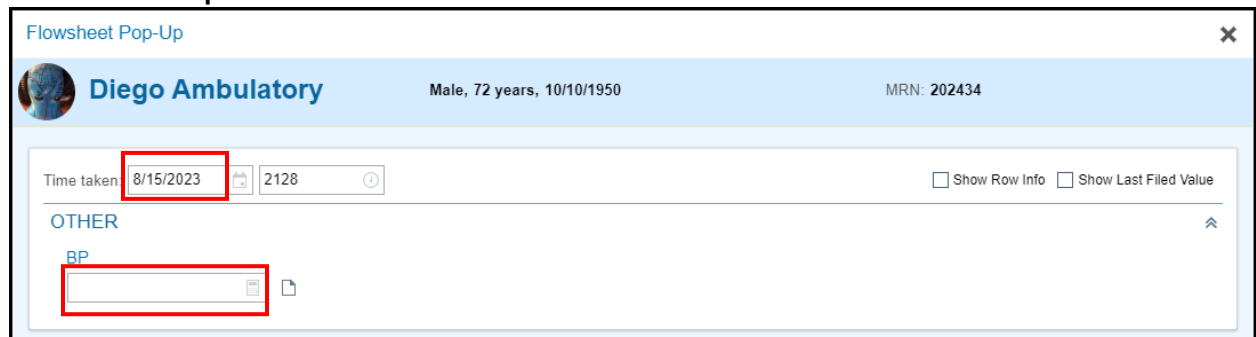 Flowsheet Pop-Up
Diego Ambulatory Male, 72 years, 10/10/1950 MRN: 202434
Time taken: 8/15/2023 2128 Show Row Info Show Last Filed Value
OTHER
BP